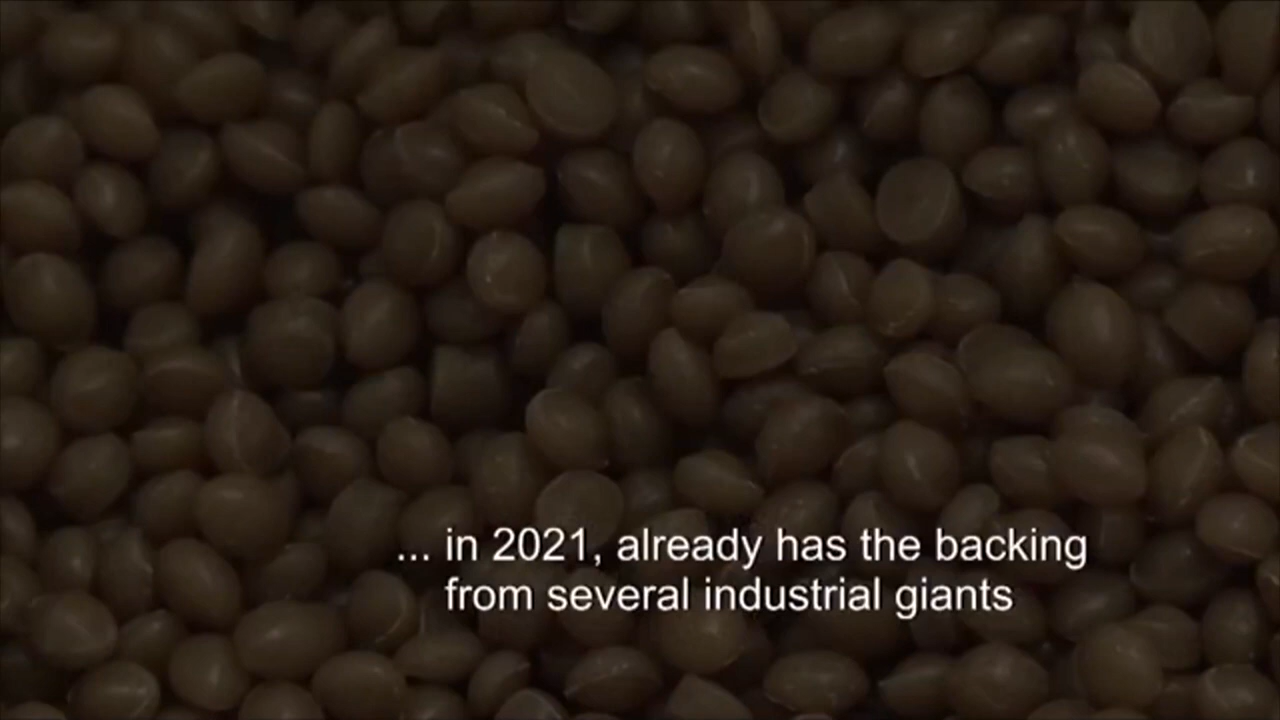 ... in 2021, already has the backing
from several industrial giants